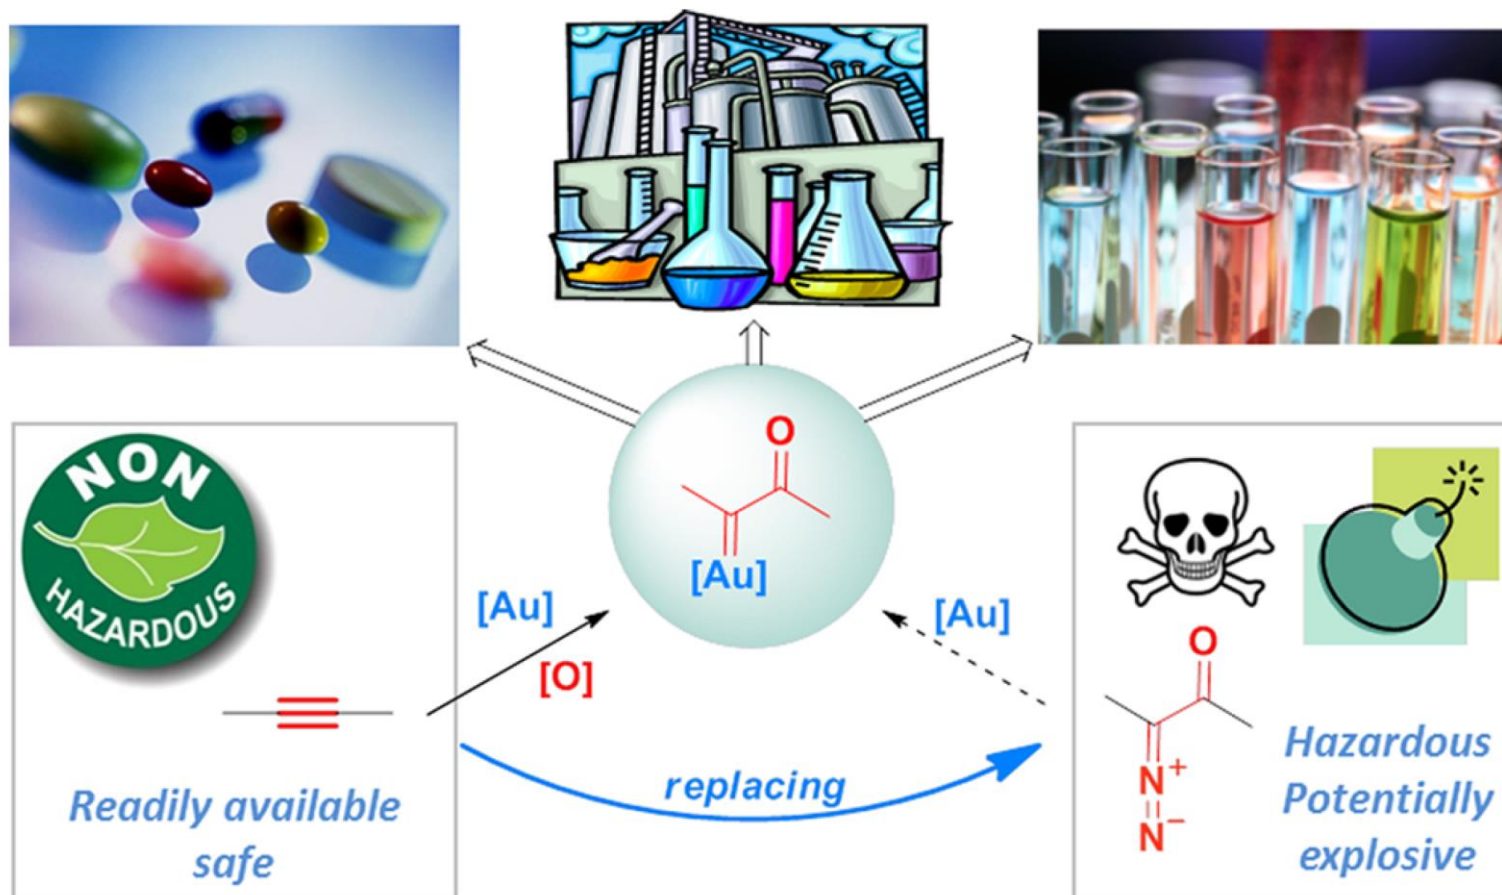 O
[Au]
NON
HAZARDOUS
[Au]
[O]
[Au]
O
N+
N−
Readily available
safe
replacing
Hazardous
Potentially
explosive